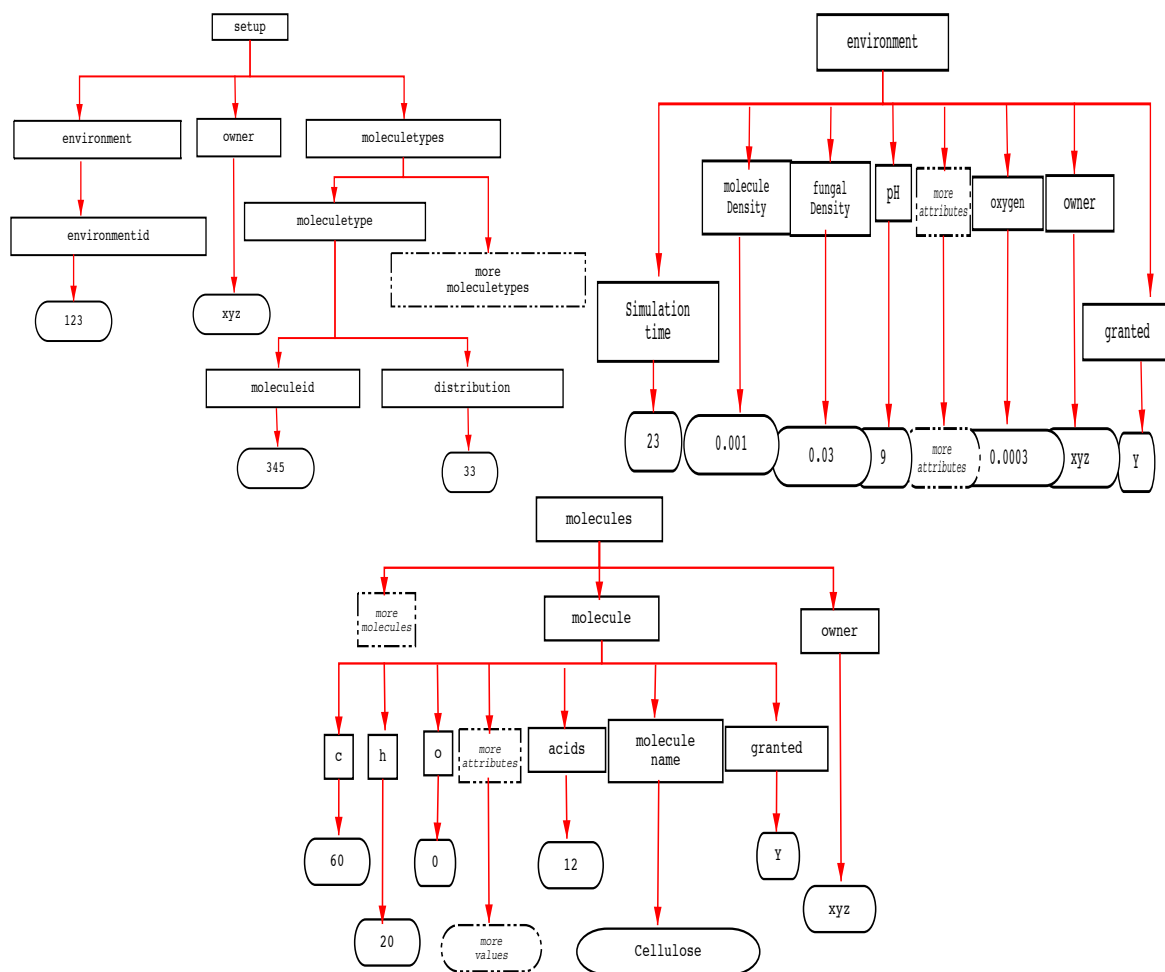 setup
environment
owner
moleculetypes
moleculetype
environmentid
more
moleculetypes
123
xyz
moleculeid
distribution
345
33
environment
molecule
Density
fungal
Density
pH
more
attributes
oxygen
owner
Simulation
time
granted
23
0.001
0.03
9
more
attributes
0.0003
xyz
Y
molecules
more
molecules
molecule
owner
c
h
o
more
attributes
acids
molecule
name
granted
60
0
12
Y
xyz
20
more
values
Cellulose